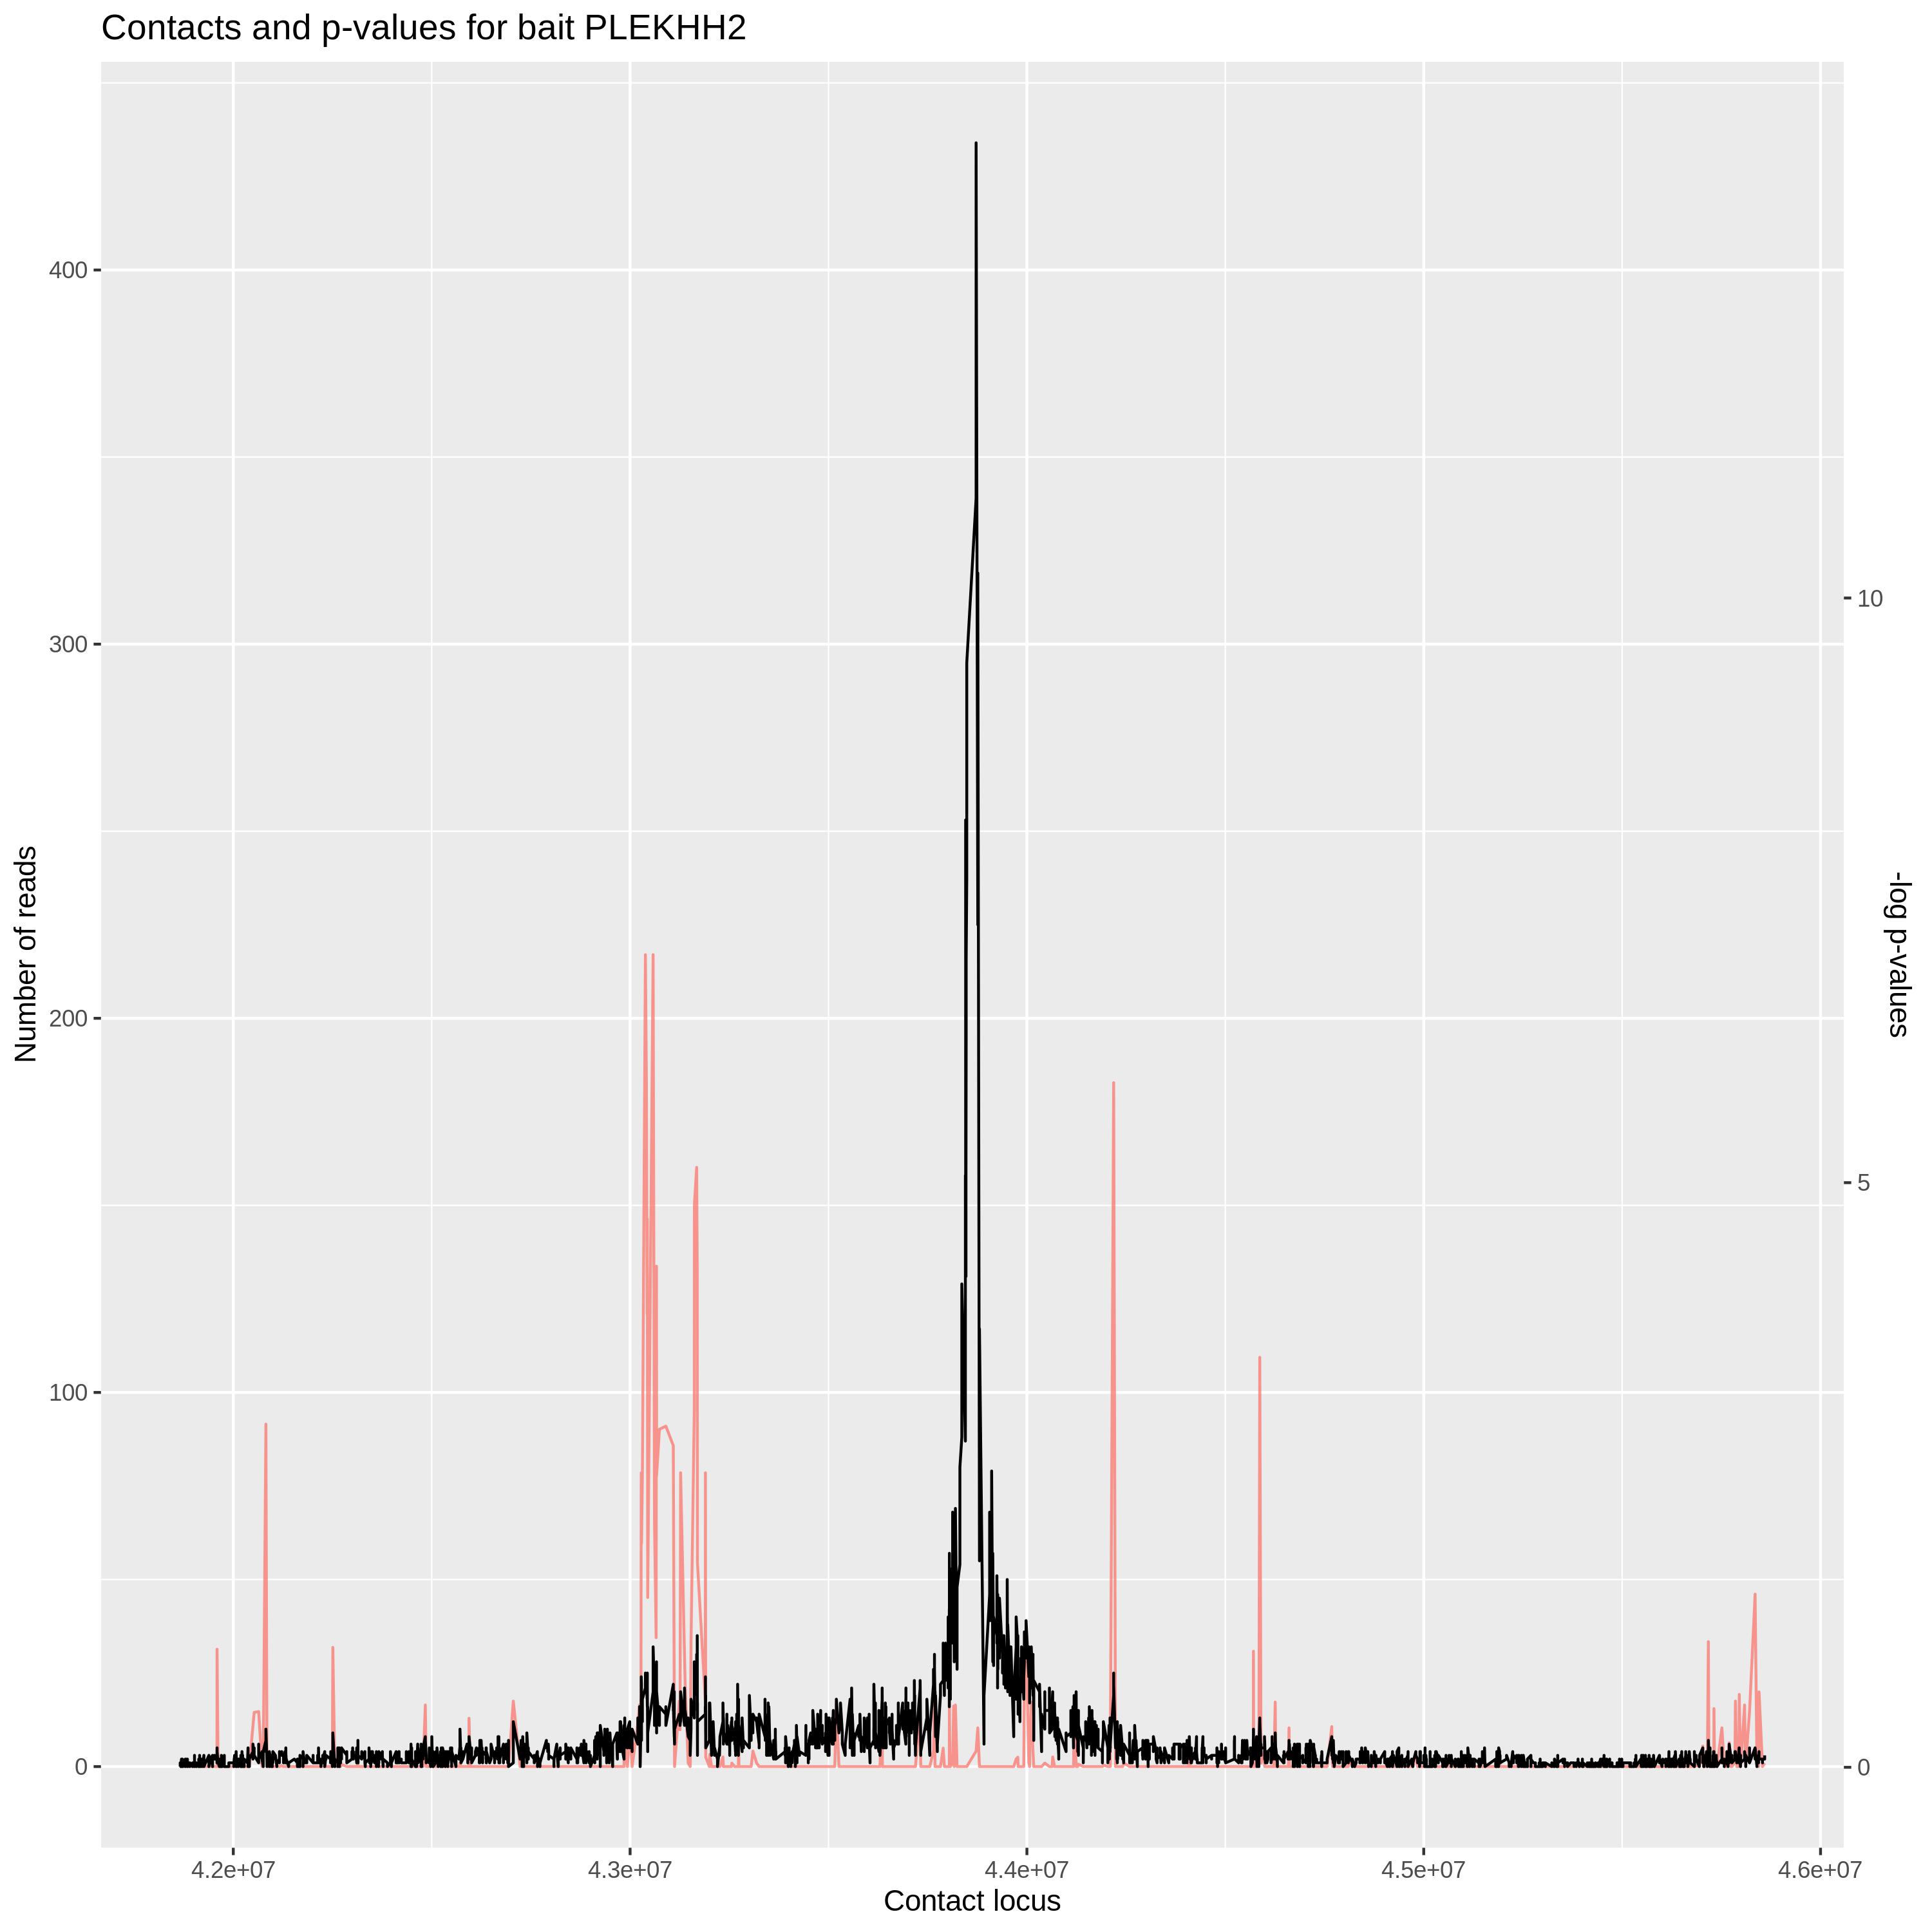 Contacts and p-values for bait PLEKHH2
400
300
200
100
0
Number of reads
10
5
0
-log p-values
4.2e+07
4.3e+07
4.4e+07
4.5e+07
4.6e+07
Contact locus